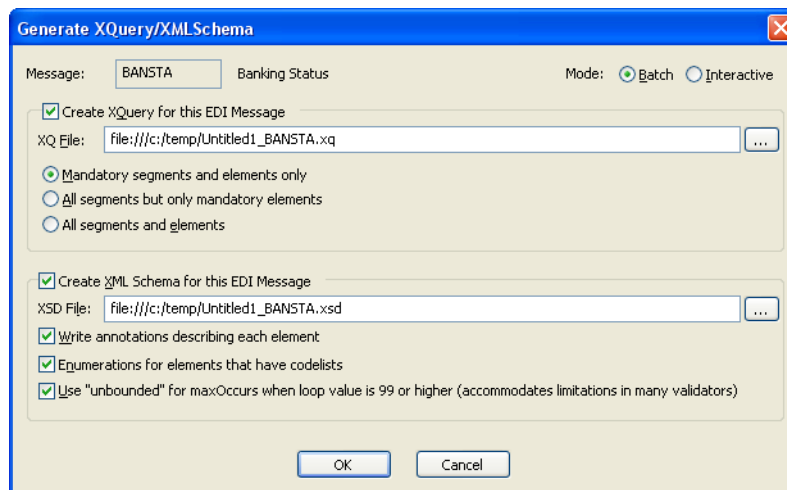 Generate XQuery/XMLSchema
Message: BANSTA Banking Status Mode: Batch Interactive
Create XQuery for this EDI Message
XQ File: file:///c:/temp/Untitled1_BANSTA.xq ...
Mandatory segments and elements only
All segments but only mandatory elements
All segments and elements
Create XML Schema for this EDI Message
XSD File: file:///c:/temp/Untitled1_BANSTA.xsd ...
Write annotations describing each element
Enumerations for elements that have codelists
Use "unbounded" for maxOccurs when loop value is 99 or higher (accommodates limitations in many validators)
OK Cancel